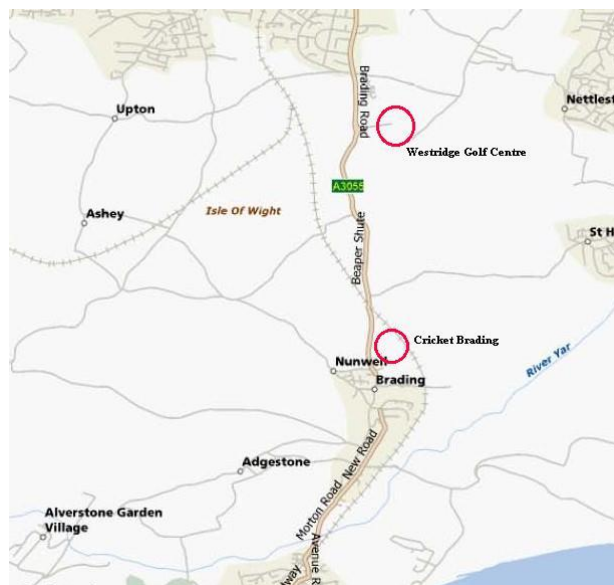 Brading Road
Upton
Nettlest
Westridge Golf Centre
A3055
Isle Of Wight
Ashey
Beaper Shute
St H
Cricket Brading
River Yar
Nunwell
Brading
New Road
Adgestone
Morton Road
Alverstone Garden
Village
Avenue R
dway